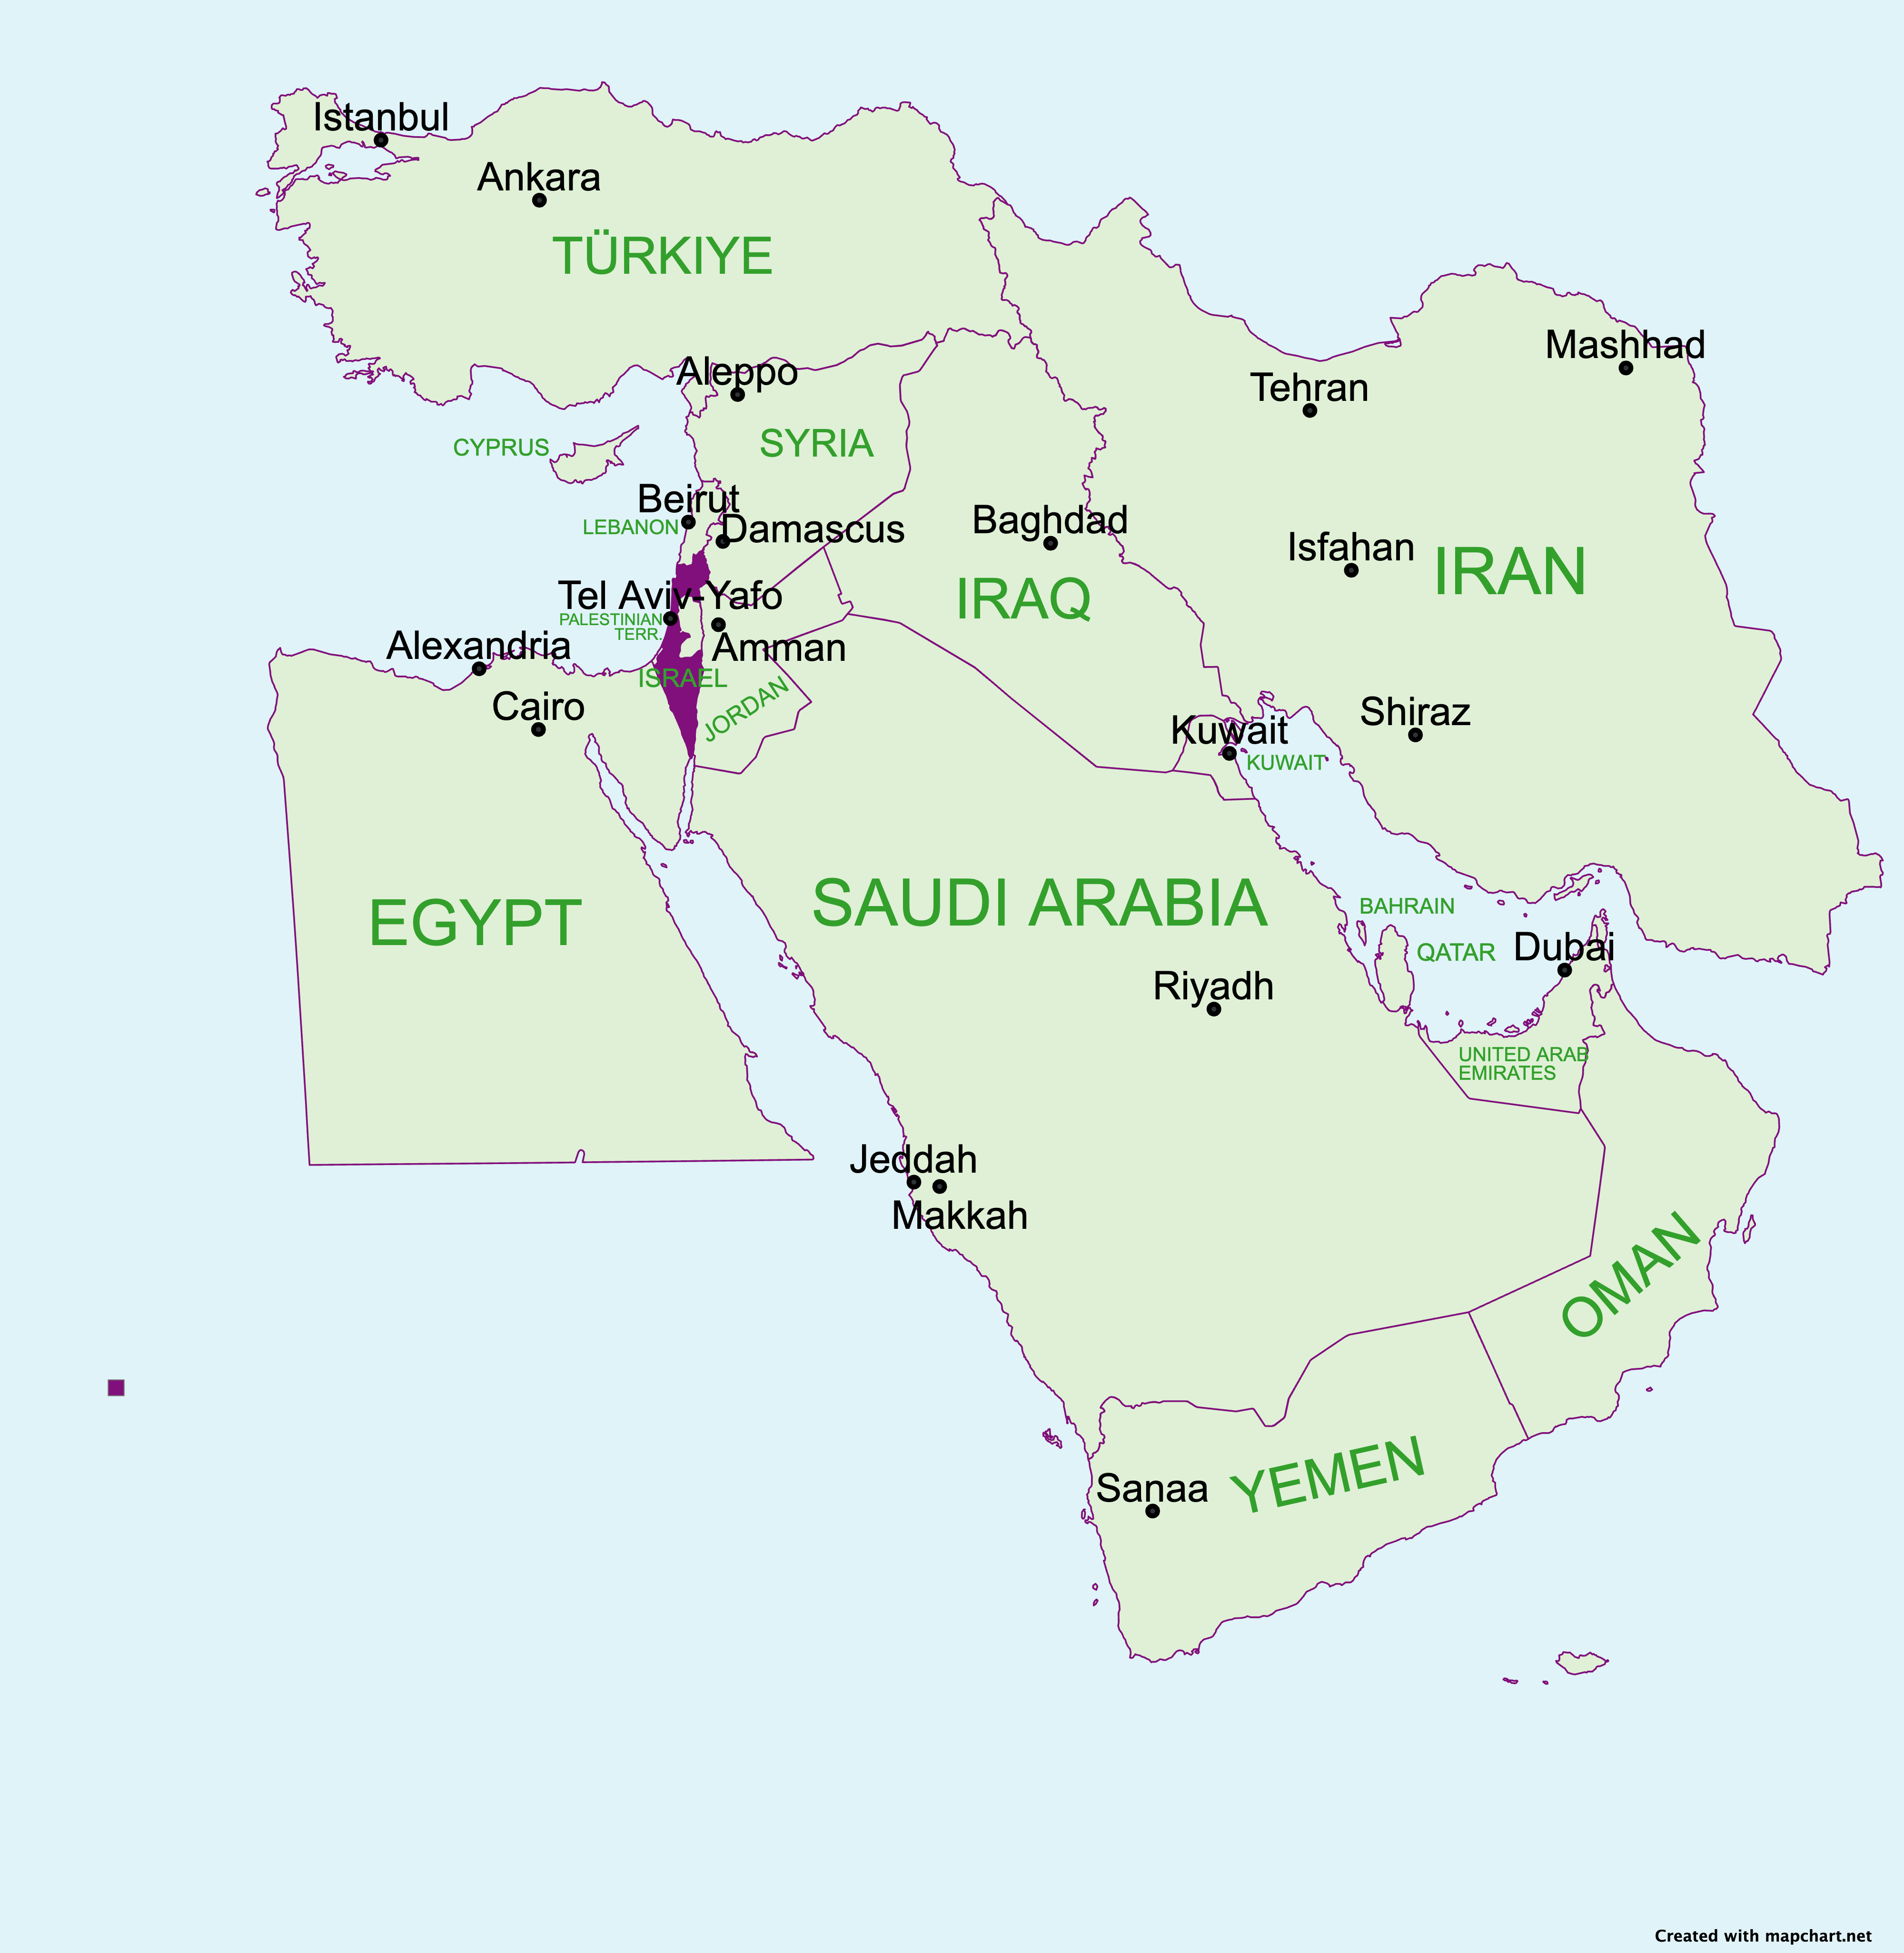 Istanbul
Ankara
TÜRKIYE
Mashhad
Aleppo
Tehran
CYPRUS
SYRIA
Beirut
LEBANON
Damascus
Baghdad
Isfahan
IRAN
Tel Aviv-Yafo
IRAQ
PALESTINIAN
TERR.
Alexandria
Amman
ISRAEL
Cairo
JORDAN
Shiraz
Kuwait
KUWAIT
EGYPT
SAUDI ARABIA
BAHRAIN
QATAR
Dubai
Riyadh
UNITED ARAB
EMIRATES
Jeddah
Makkah
OMAN
YEMEN
Sanaa
Created with mapchart.net